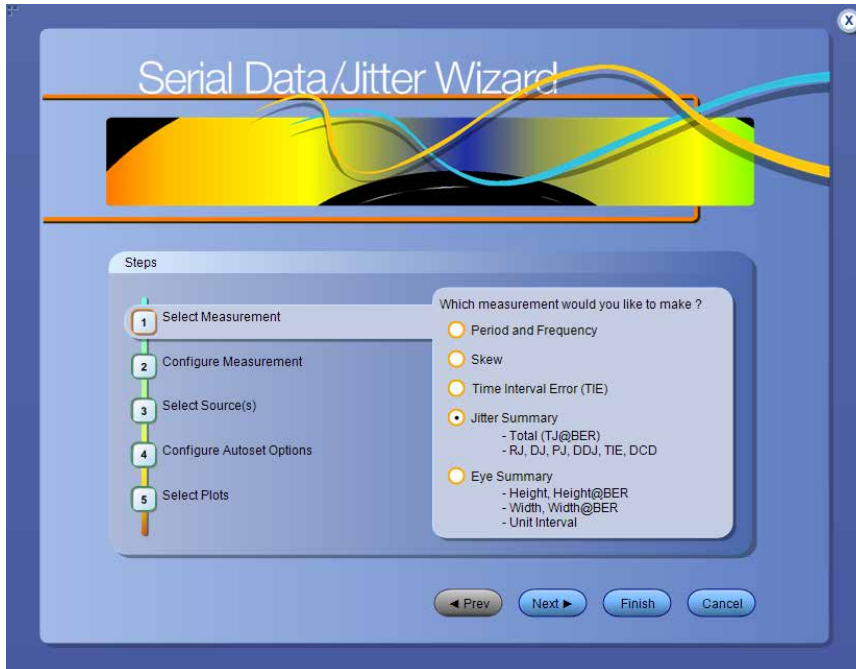 X
Serial Data/Jitter Wizard
Steps
1 Select Measurement
2 Configure Measurement
3 Select Source(s)
4 Configure Autoset Options
5 Select Plots
Which measurement would you like to make ?
Period and Frequency
Skew
Time Interval Error (TIE)
Jitter Summary
- Total (TJ@BER)
- RJ, DJ, PJ, DDJ, TIE, DCD
Eye Summary
- Height, Height@BER
- Width, Width@BER
- Unit Interval
◄ Prev
Next ►
Finish
Cancel